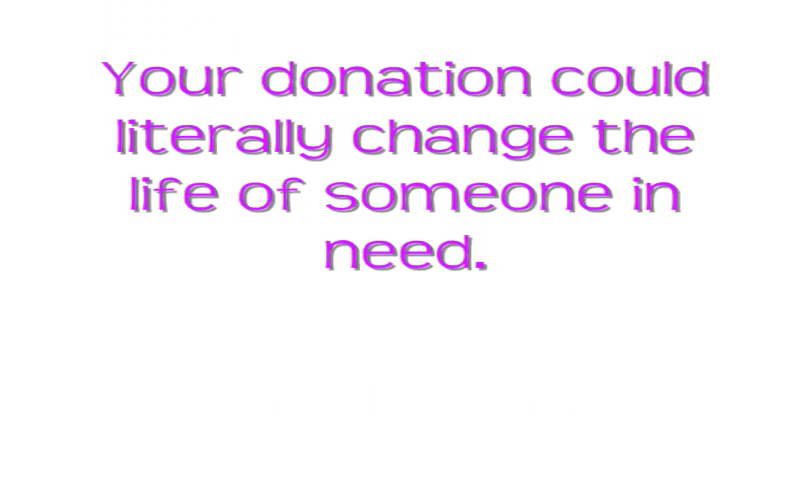 Your donation could
literally change the
life of someone in
need.